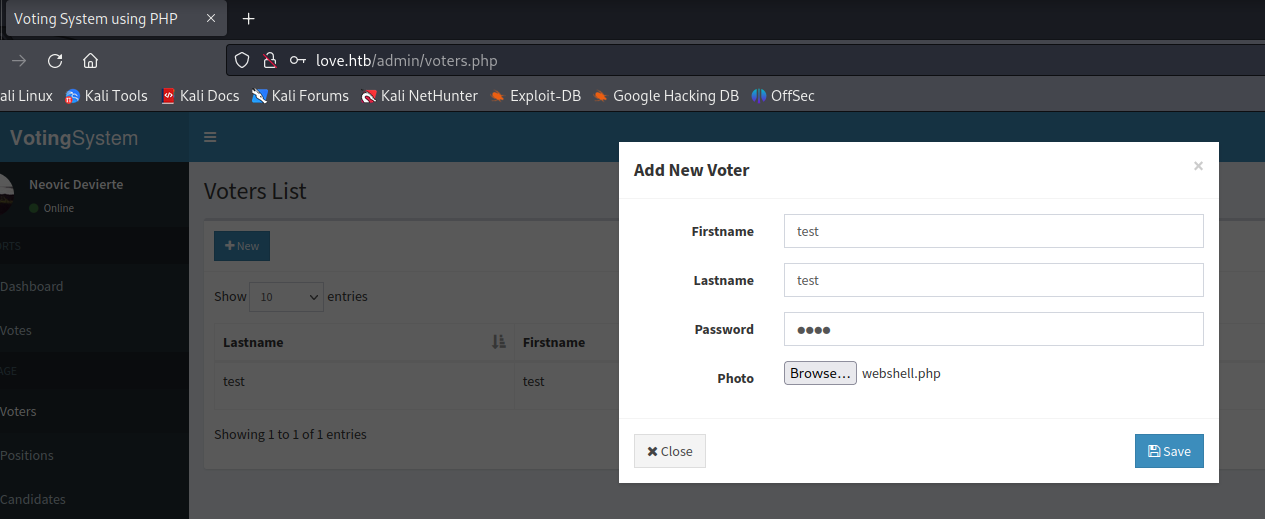 Voting System using PHP × +
love.htb/admin/voters.php
ali Linux Kali Tools Kali Docs Kali Forums Kali NetHunter Exploit-DB Google Hacking DB OffSec
VotingSystem
Neovic Devierte
Online
ORTS
Dashboard
Votes
AGE
Voters
Positions
Candidates
Voters List
+ New
Show 10 entries
Lastname Firstname
test test
Showing 1 to 1 of 1 entries
Add New Voter ×
Firstname test
Lastname test
Password ●●●●
Photo Browse... webshell.php
Close Save